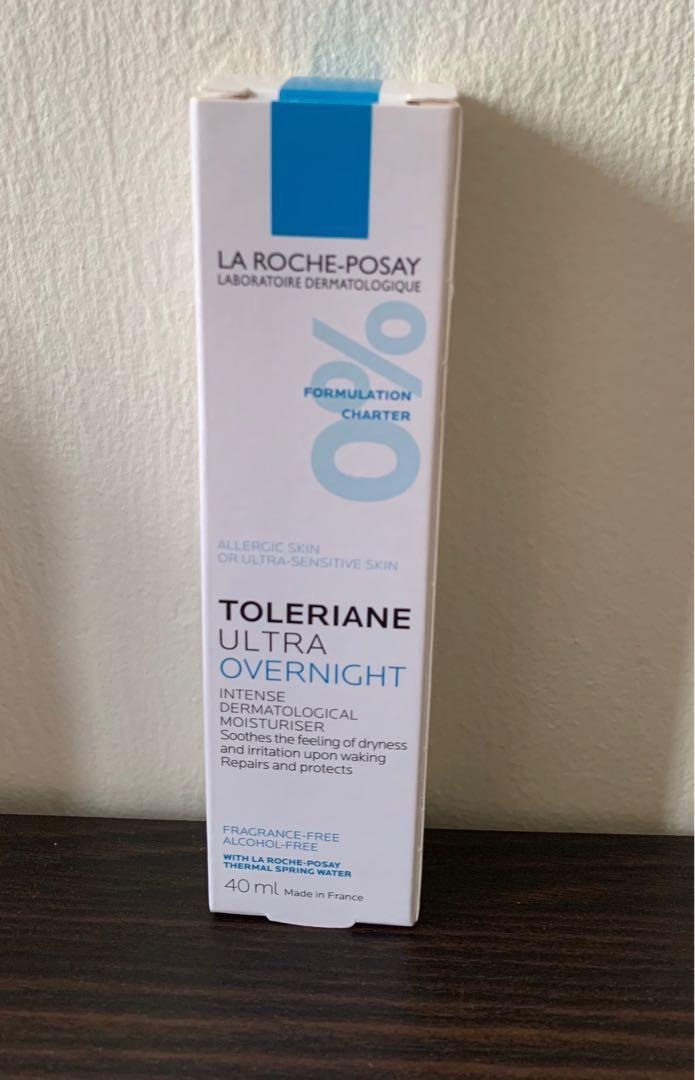 LA ROCHE-POSAY
LABORATOIRE DERMATOLOGIQUE
0%
FORMULATION
CHARTER
ALLERGIC SKIN
OR ULTRA-SENSITIVE SKIN
TOLERIANE
ULTRA
OVERNIGHT
INTENSE
DERMATOLOGICAL
MOISTURISER
Soothes the feeling of dryness
and irritation upon waking
Repairs and protects
FRAGRANCE-FREE
ALCOHOL-FREE
WITH LA ROCHE-POSAY
THERMAL SPRING WATER
40 ml Made in France